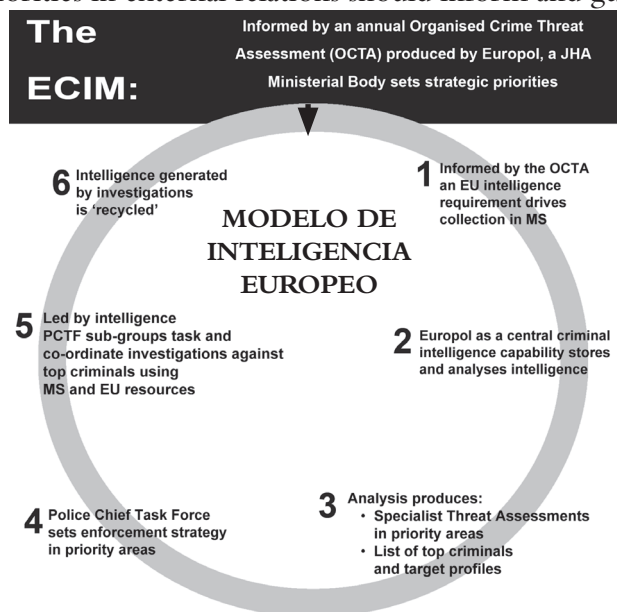 The
ECIM:
Informed by an annual Organised Crime Threat
Assessment (OCTA) produced by Europol, a JHA
Ministerial Body sets strategic priorities
1 Informed by the OCTA
an EU intelligence
requirement drives
collection in MS
MODELO DE
INTELIGENCIA
EUROPEO
2 Europol as a central criminal
intelligence capability stores
and analyses intelligence
3 Analysis produces:
• Specialist Threat Assessments
in priority areas
• List of top criminals
and target profiles
4 Police Chief Task Force
sets enforcement strategy
in priority areas
5 Led by intelligence
PCTF sub-groups task and
co-ordinate investigations against
top criminals using
MS and EU resources
6 Intelligence generated
by investigations
is ‘recycled’